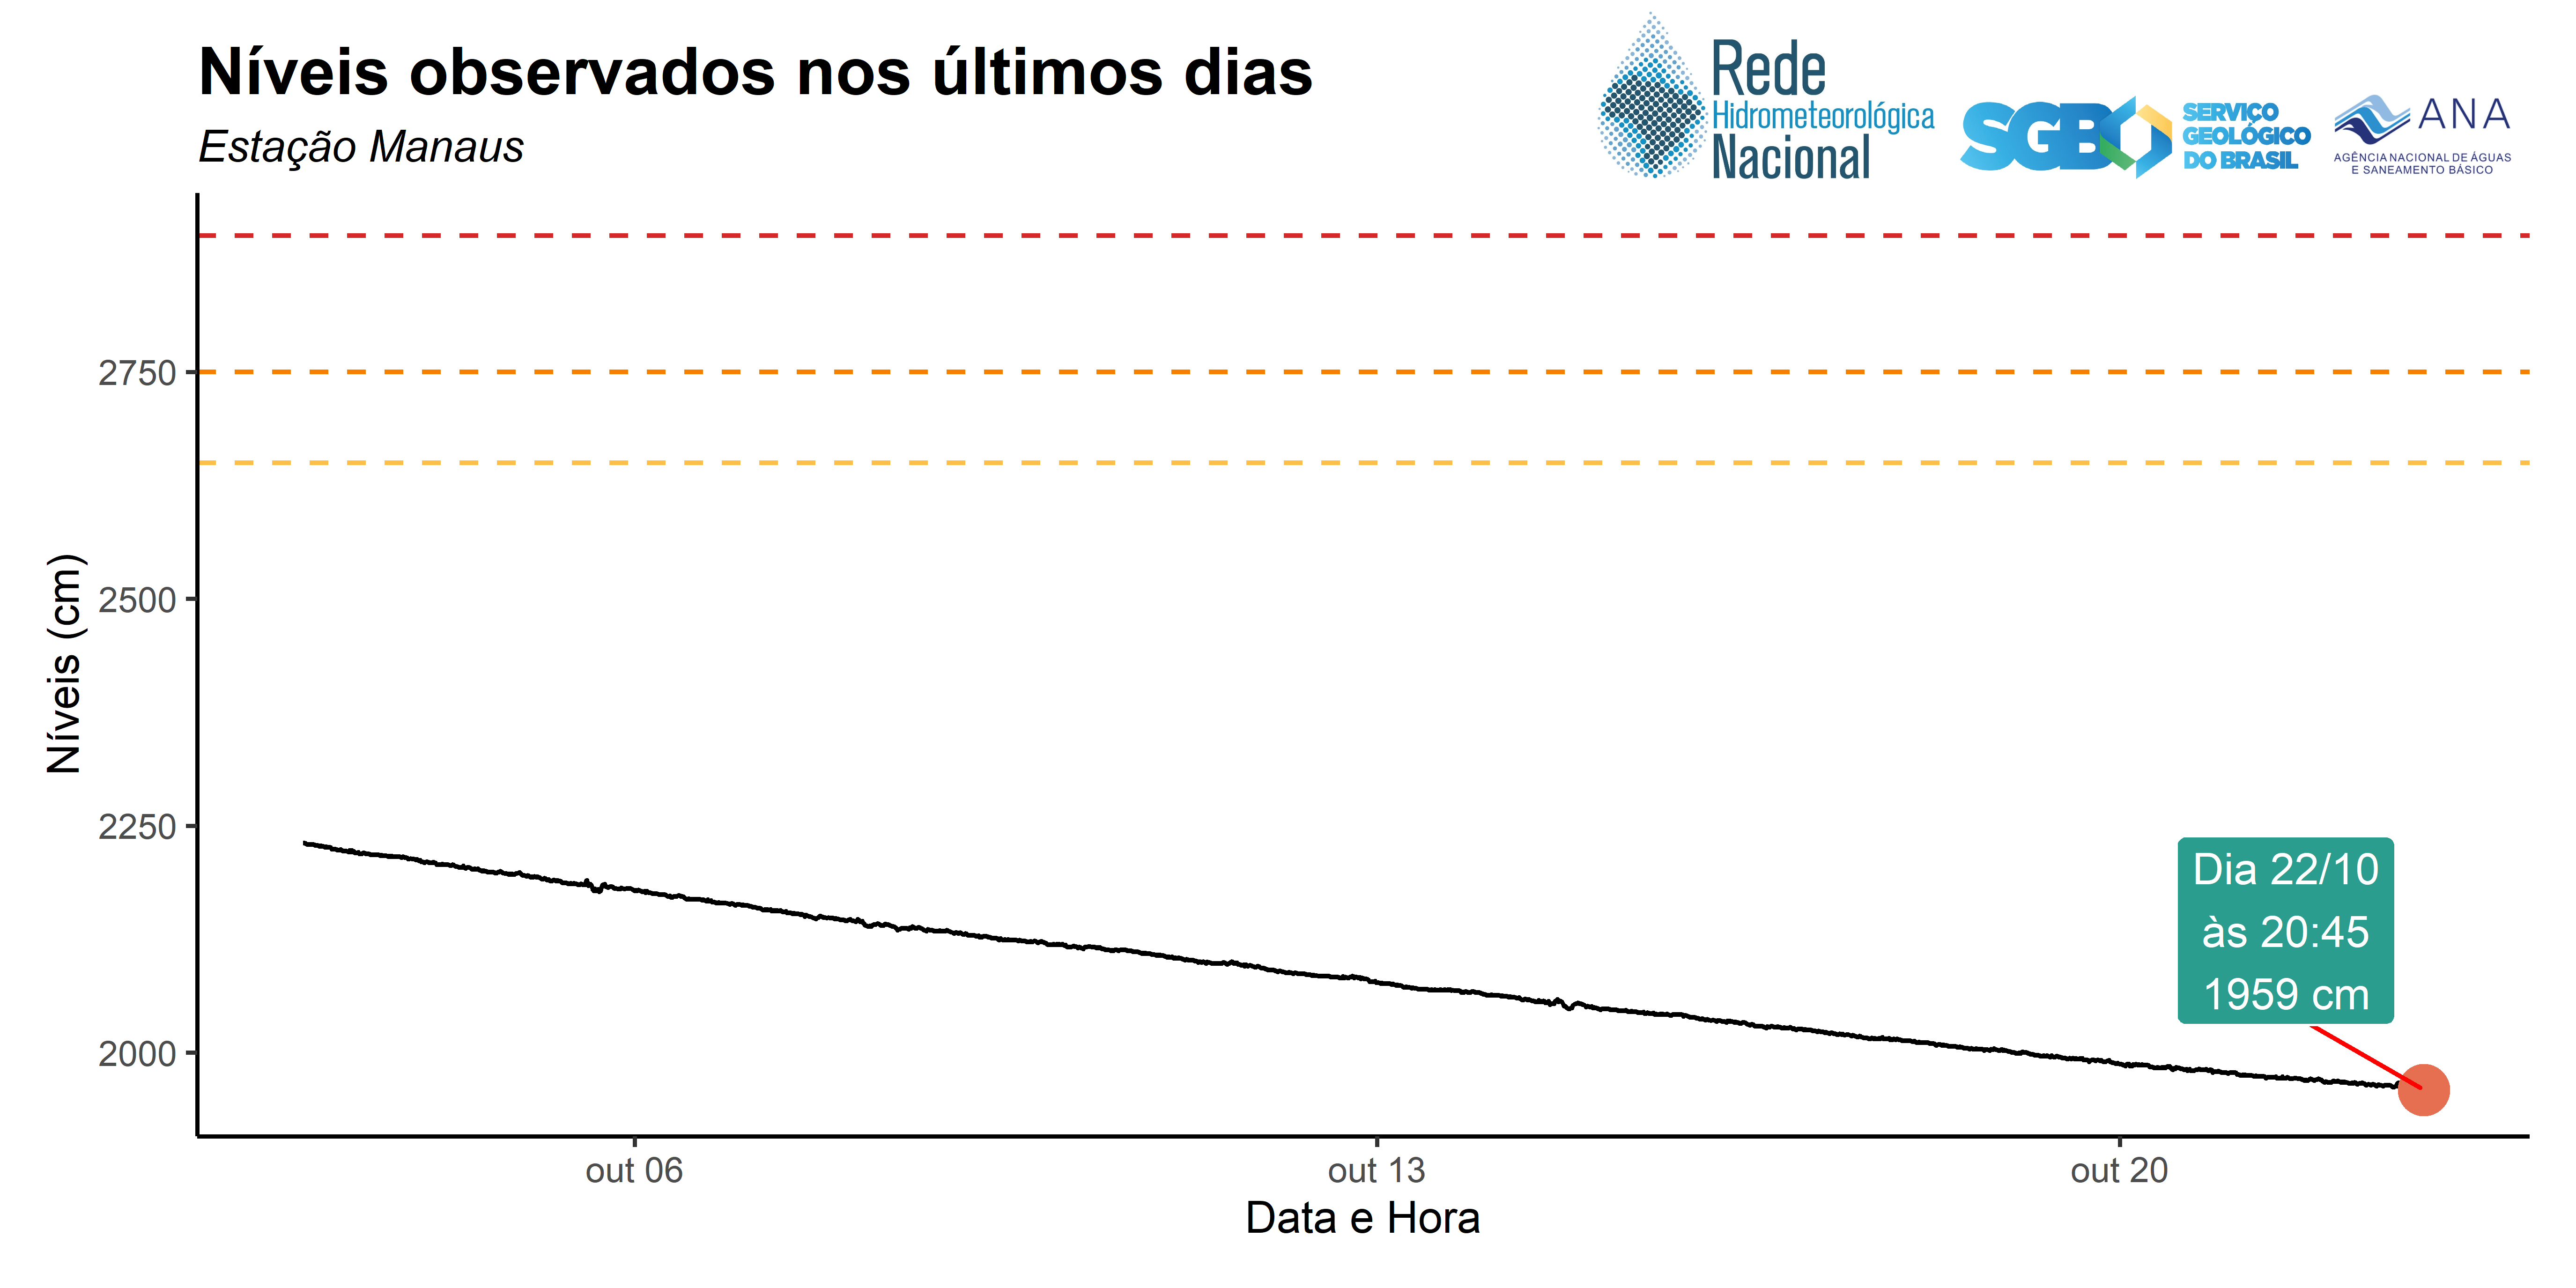 Níveis observados nos últimos dias
Estação Manaus
Rede
Hidrometeorológica
Nacional
SGB
SERVIÇO
GEOLÓGICO
DO BRASIL
ANA
AGÊNCIA NACIONAL DE ÁGUAS
E SANEAMENTO BÁSICO
Níveis (cm)
2750
2500
2250
2000
Dia 22/10
às 20:45
1959 cm
out 06
out 13
out 20
Data e Hora